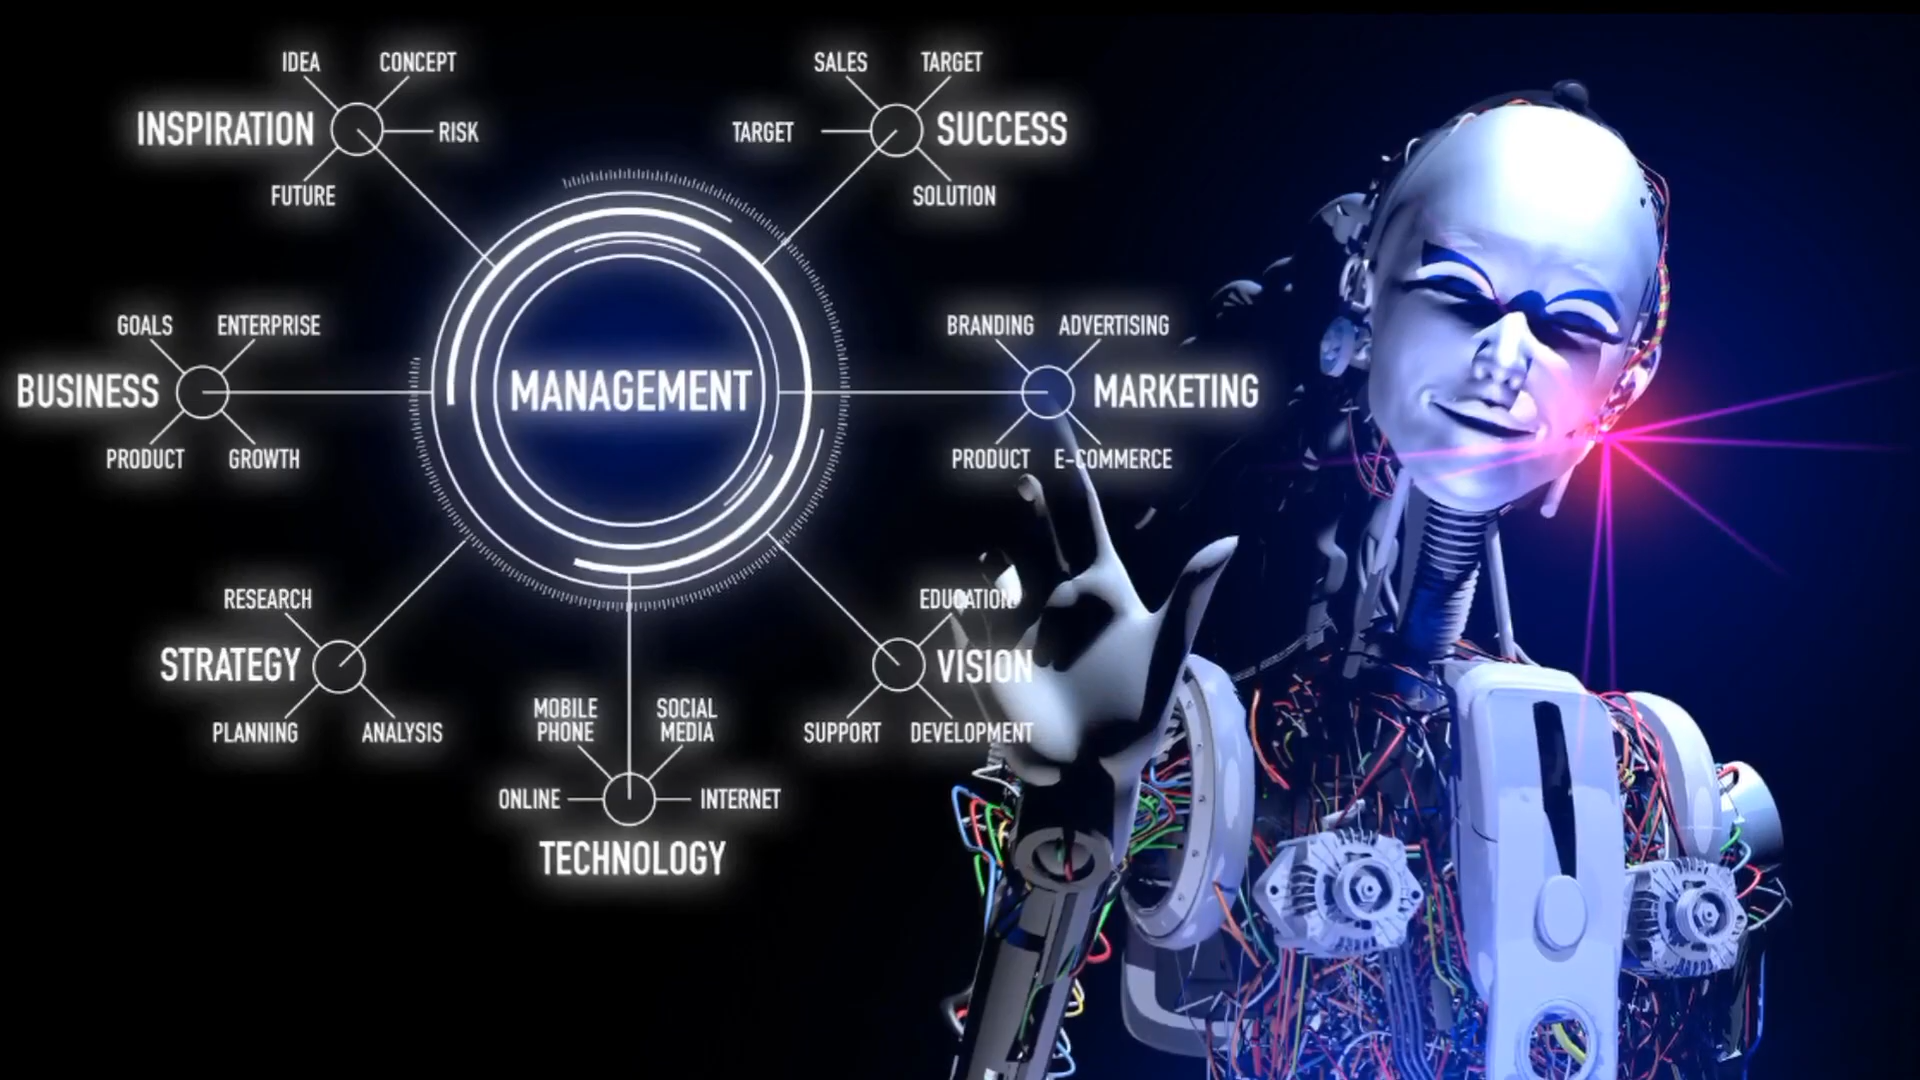 IDEA
CONCEPT
INSPIRATION
RISK
FUTURE
SALES
TARGET
TARGET
SUCCESS
SOLUTION
GOALS
ENTERPRISE
BUSINESS
PRODUCT
GROWTH
MANAGEMENT
BRANDING
ADVERTISING
MARKETING
PRODUCT
E-COMMERCE
RESEARCH
STRATEGY
PLANNING
ANALYSIS
MOBILE
PHONE
SOCIAL
MEDIA
ONLINE
INTERNET
TECHNOLOGY
EDUCATION
VISION
SUPPORT
DEVELOPMENT